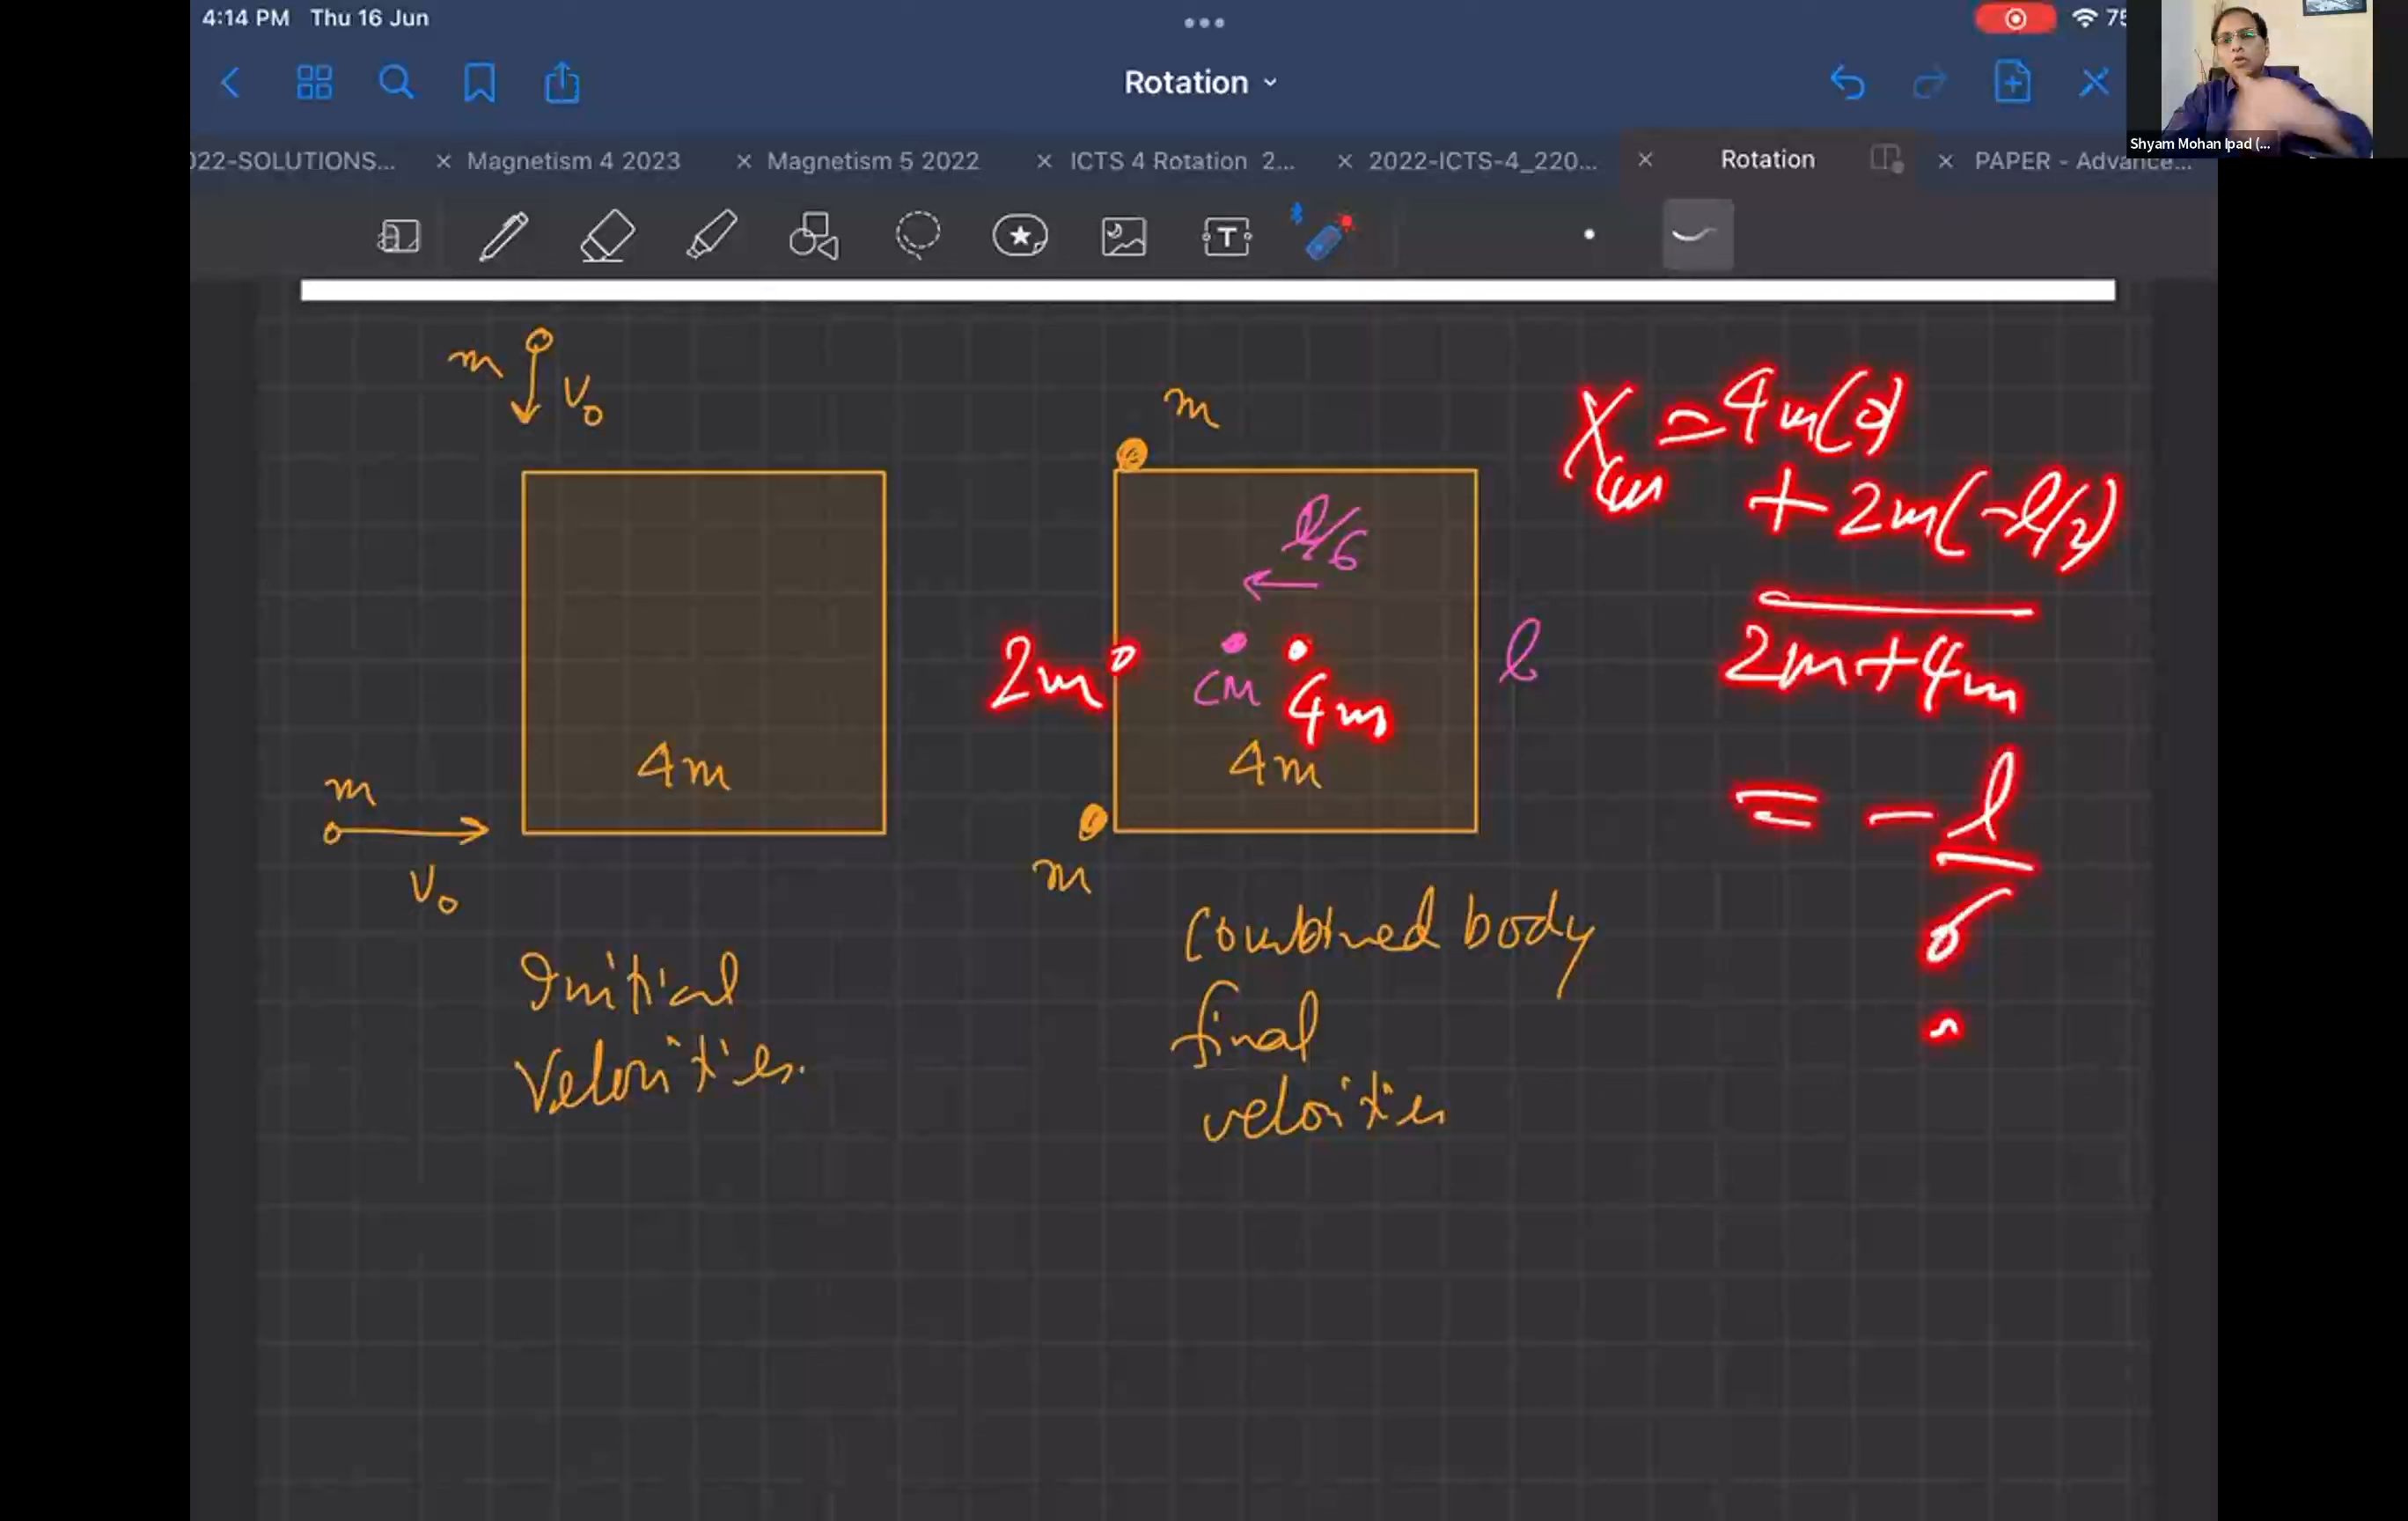 4:14 PM Thu 16 Jun
75
Rotation
Shyam Mohan Ipad (...
022-SOLUTIONS...
Magnetism 4 2023
Magnetism 5 2022
ICTS 4 Rotation 2...
2022-ICTS-4_220...
Rotation
PAPER - Advance...
T
m
V₀
4m
m
V₀
Initial
Velocities.
m
l/6
2m
CM
4m
l
4m
m
Combined body
final
velocities
Xcm = 4m(0)
+ 2m(-l/2)
2m+4m
= -l
6